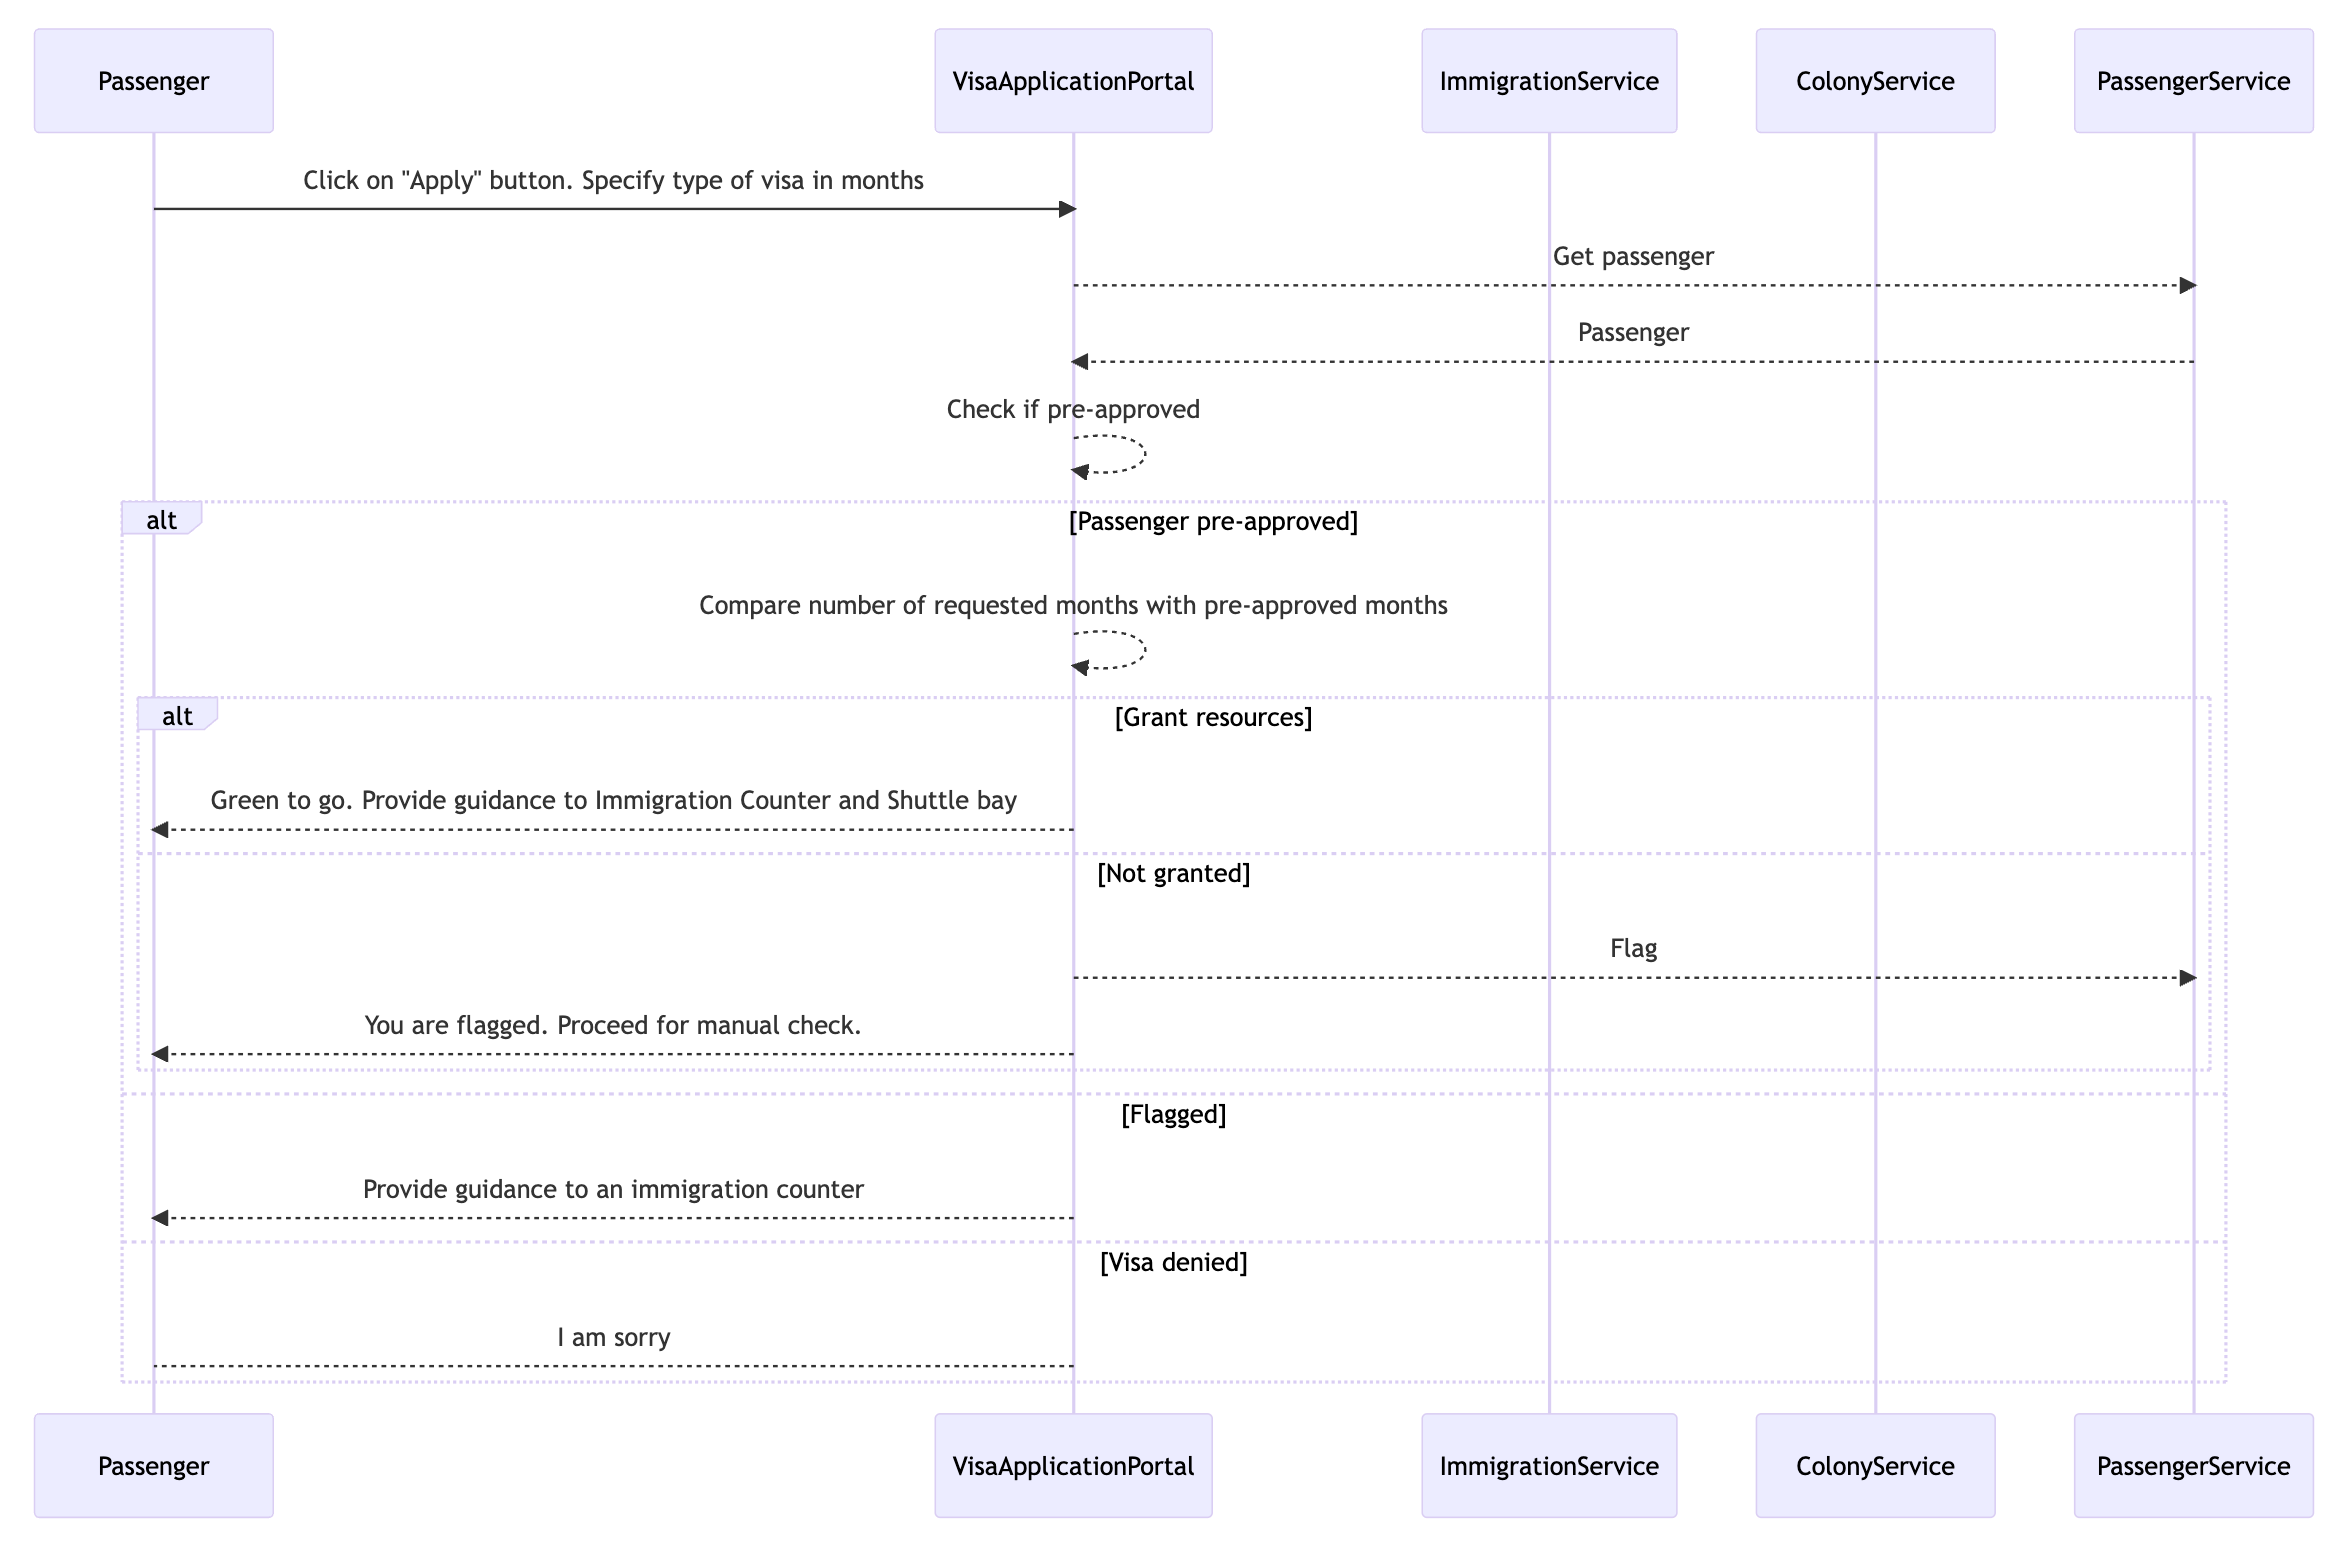 Passenger
VisaApplicationPortal
ImmigrationService
ColonyService
PassengerService
Click on "Apply" button. Specify type of visa in months
Get passenger
Passenger
Check if pre-approved
alt
[Passenger pre-approved]
Compare number of requested months with pre-approved months
alt
[Grant resources]
Green to go. Provide guidance to Immigration Counter and Shuttle bay
[Not granted]
Flag
You are flagged. Proceed for manual check.
[Flagged]
Provide guidance to an immigration counter
[Visa denied]
I am sorry
Passenger
VisaApplicationPortal
ImmigrationService
ColonyService
PassengerService